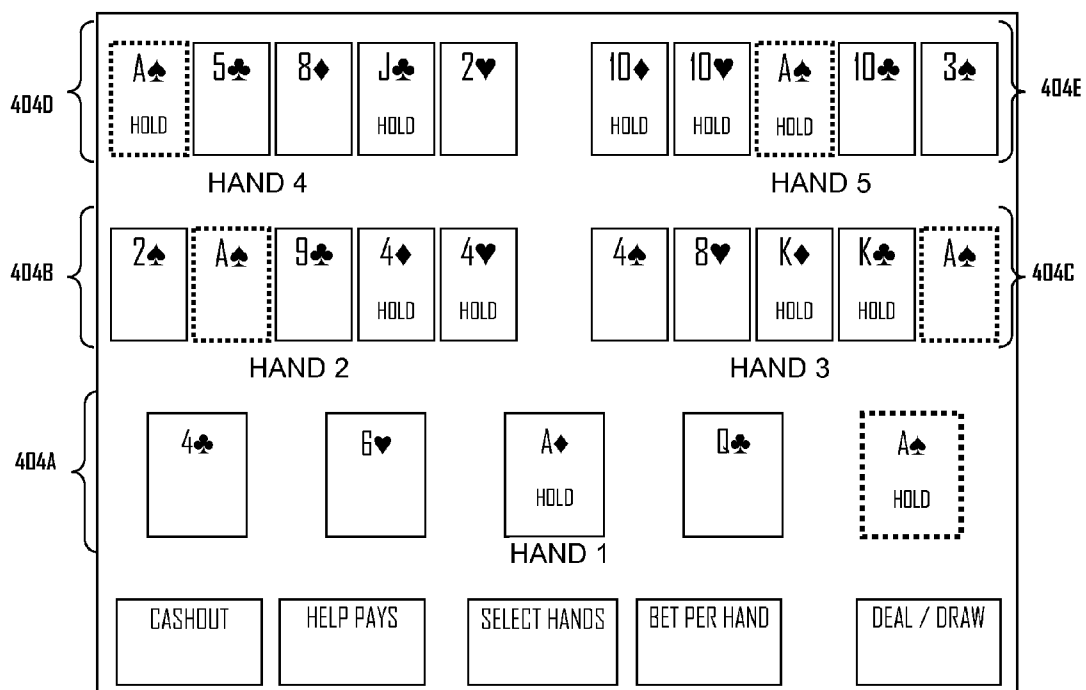 A♠ 5♣ 8♦ J♣ 2♥ 10♦ 10♥ A♠ 10♣ 3♠
404D 404E
HOLD HOLD HOLD HOLD HOLD
HAND 4 HAND 5
2♠ A♠ 9♣ 4♦ 4♥ 4♠ 8♥ K♦ K♣ A♠
404B 404C
HOLD HOLD HOLD HOLD
HAND 2 HAND 3
4♣ 6♥ A♦ Q♣ A♠
404A
HOLD HOLD
HAND 1
CASHOUT HELP PAYS SELECT HANDS BET PER HAND DEAL / DRAW